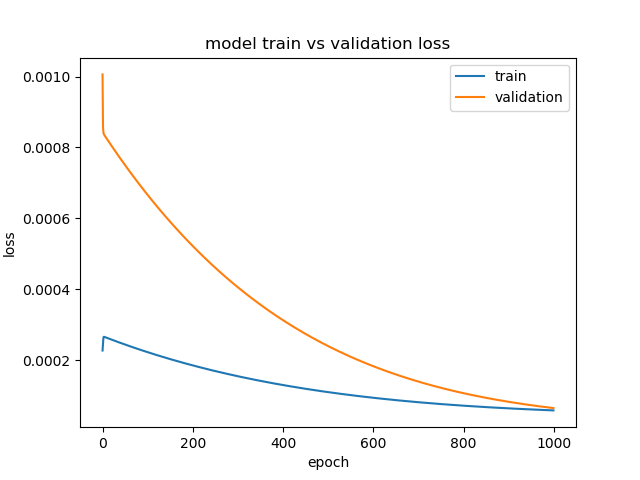 model train vs validation loss
train
validation
loss
0.0010
0.0008
0.0006
0.0004
0.0002
0 200 400 600 800 1000
epoch